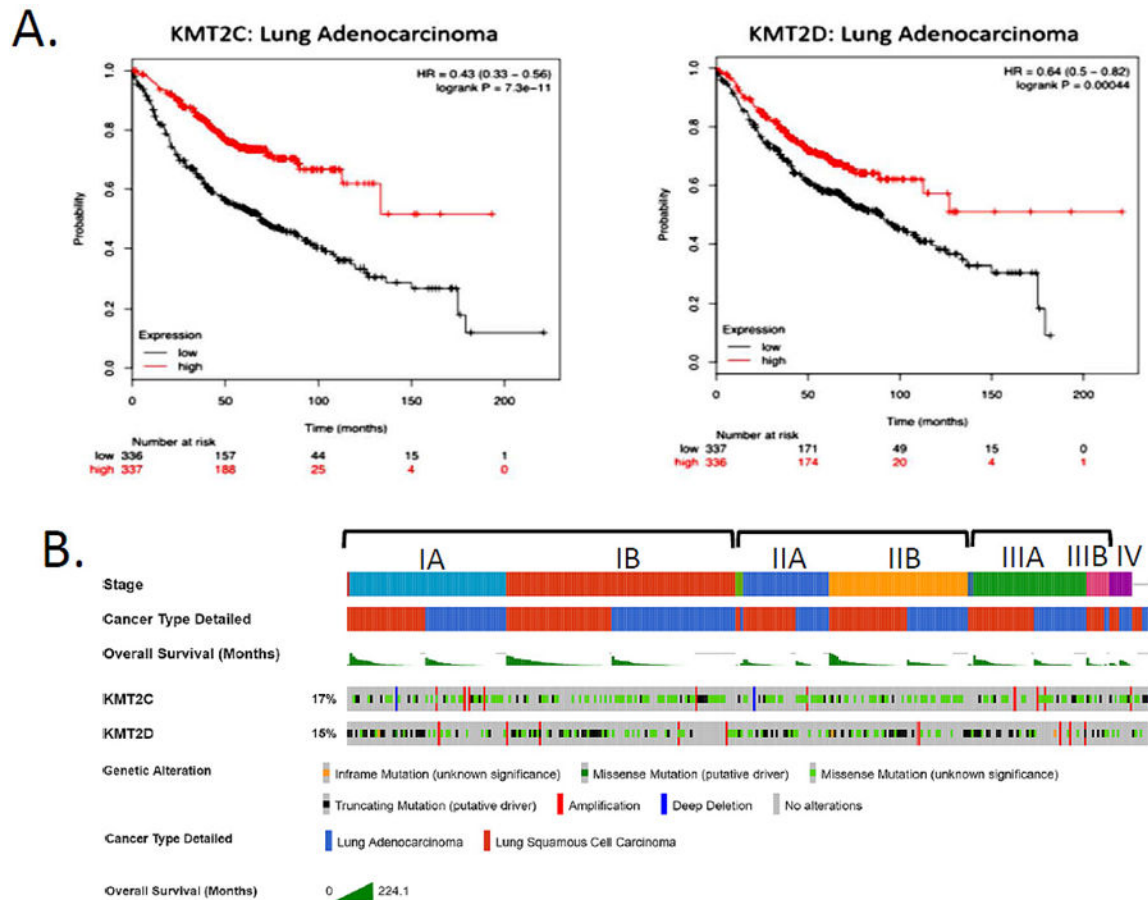 A.
KMT2C: Lung Adenocarcinoma
HR = 0.43 (0.33 – 0.56)
logrank P = 7.3e-11
Probability
1.0
0.8
0.6
0.4
0.2
0.0
Expression
low
high
0 50 100 150 200
Time (months)
Number at risk
low 336 157 44 15 1
high 337 188 25 4 0
KMT2D: Lung Adenocarcinoma
HR = 0.64 (0.5 – 0.82)
logrank P = 0.00044
Probability
1.0
0.8
0.6
0.4
0.2
0.0
Expression
low
high
0 50 100 150 200
Time (months)
Number at risk
low 337 171 49 15 0
high 336 174 20 4 1
B.
IA IB IIA IIB IIIA IIIB IV
Stage
Cancer Type Detailed
Overall Survival (Months)
KMT2C 17%
KMT2D 15%
Genetic Alteration Inframe Mutation (unknown significance) Missense Mutation (putative driver) Missense Mutation (unknown significance)
Truncating Mutation (putative driver) Amplification Deep Deletion No alterations
Cancer Type Detailed Lung Adenocarcinoma Lung Squamous Cell Carcinoma
Overall Survival (Months) 0 224.1